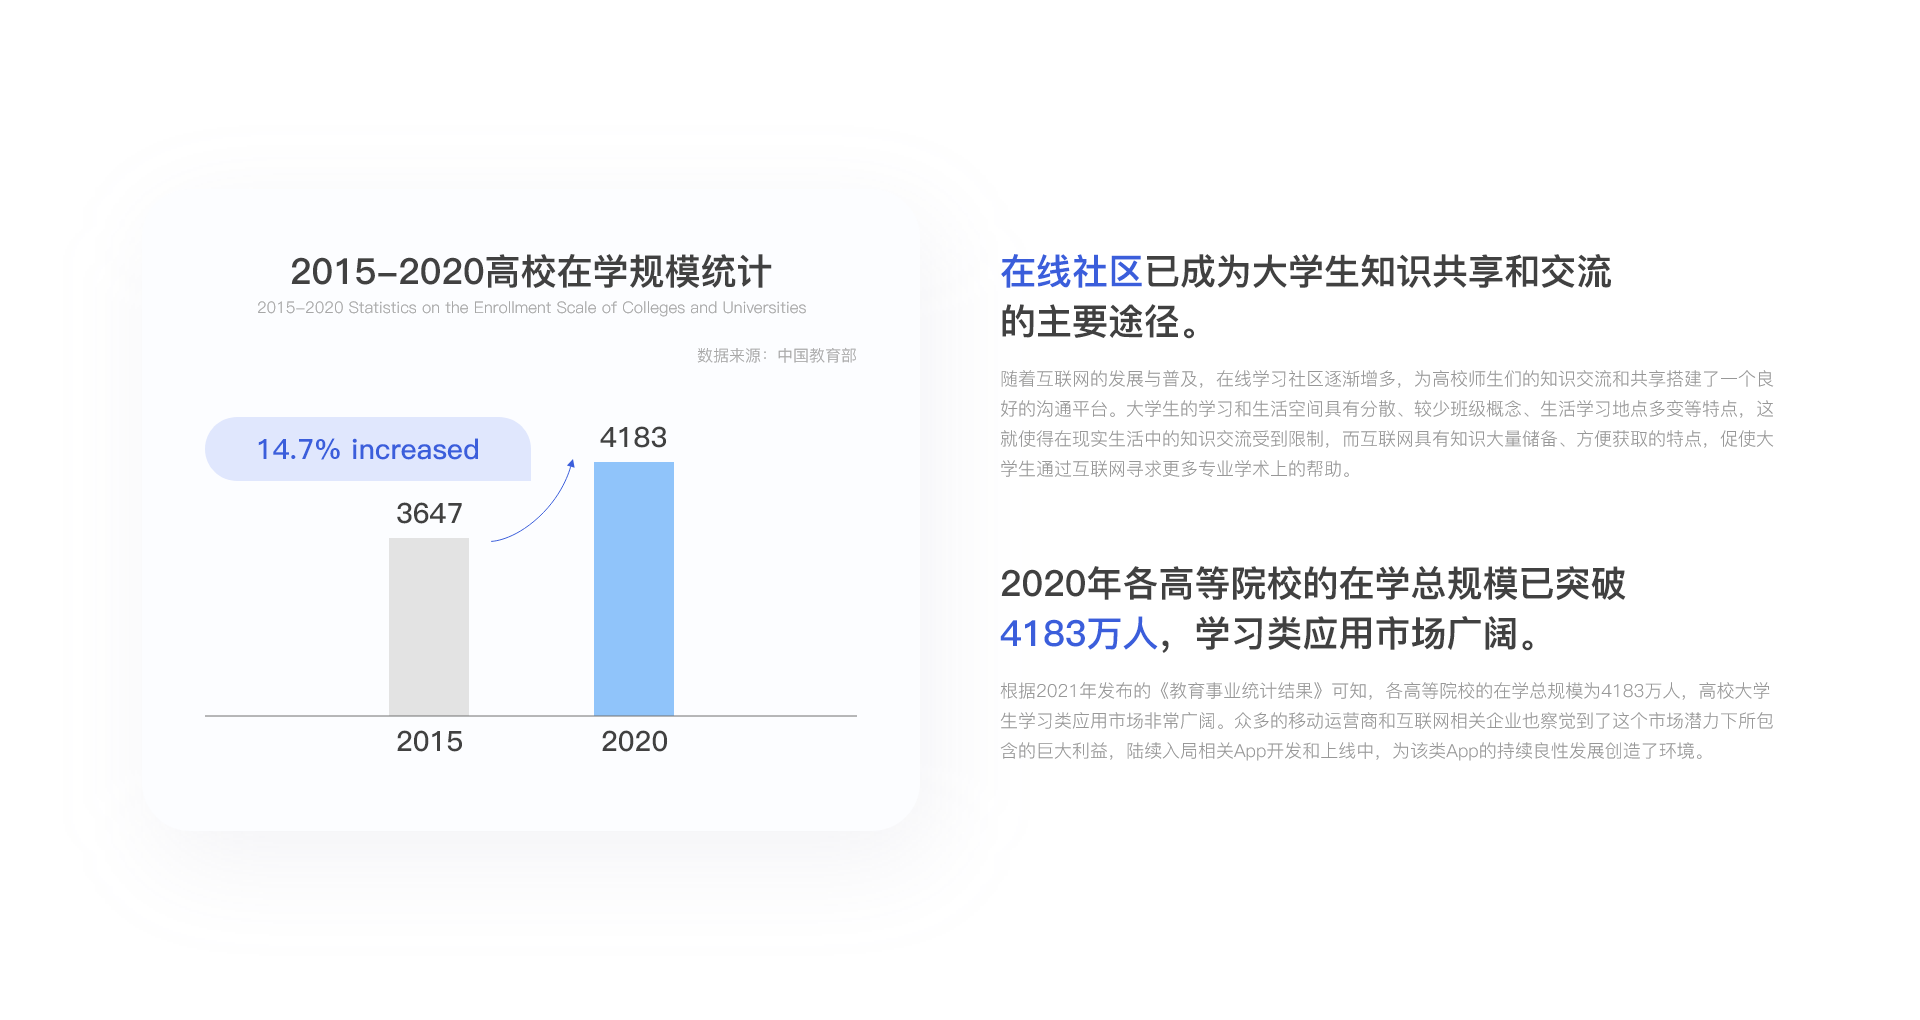 2015-2020高校在学规模统计
2015-2020 Statistics on the Enrollment Scale of Colleges and Universities
数据来源：中国教育部
14.7% increased
4183
3647
2015
2020
在线社区已成为大学生知识共享和交流
的主要途径。
随着互联网的发展与普及，在线学习社区逐渐增多，为高校师生们的知识交流和共享搭建了一个良
好的沟通平台。大学生的学习和生活空间具有分散、较少班级概念、生活学习地点多变等特点，这
就使得在现实生活中的知识交流受到限制，而互联网具有知识大量储备、方便获取的特点，促使大
学生通过互联网寻求更多专业学术上的帮助。
2020年各高等院校的在学总规模已突破
4183万人，学习类应用市场广阔。
根据2021年发布的《教育事业统计结果》可知，各高等院校的在学总规模为4183万人，高校大学
生学习类应用市场非常广阔。众多的移动运营商和互联网相关企业也察觉到了这个市场潜力下所包
含的巨大利益，陆续入局相关App开发和上线中，为该类App的持续良性发展创造了环境。